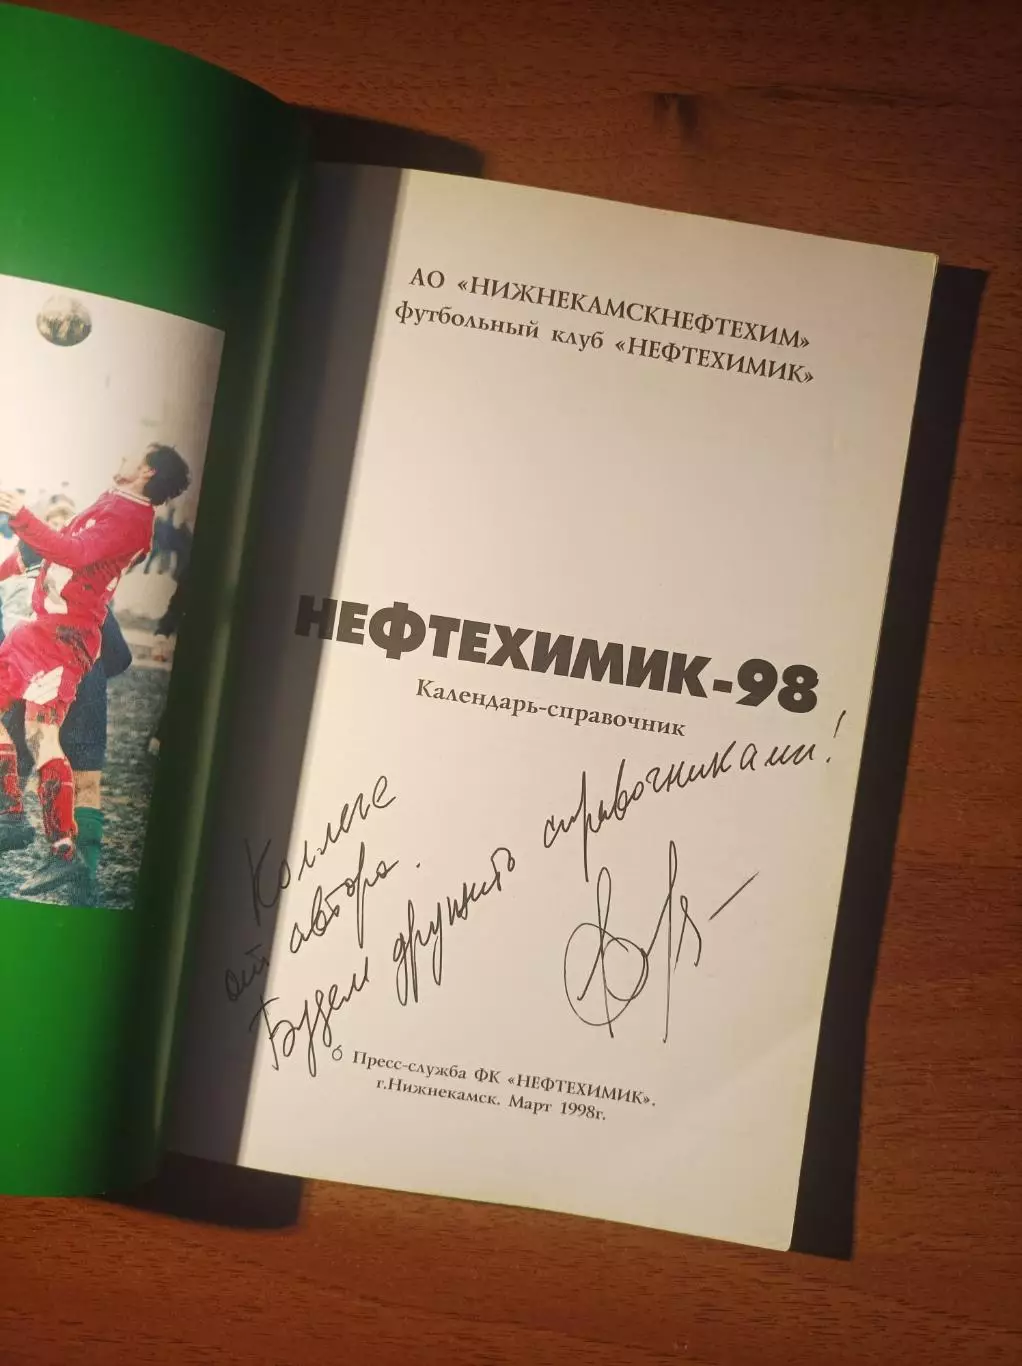 АО «НИЖНЕКАМСКНЕФТЕХИМ»
футбольный клуб «НЕФТЕХИМИК»
НЕФТЕХИМИК-98
Календарь-справочник
Коллеге
от автора.
Будем дружить справочниками!
Пресс-служба ФК «НЕФТЕХИМИК».
г.Нижнекамск. Март 1998г.